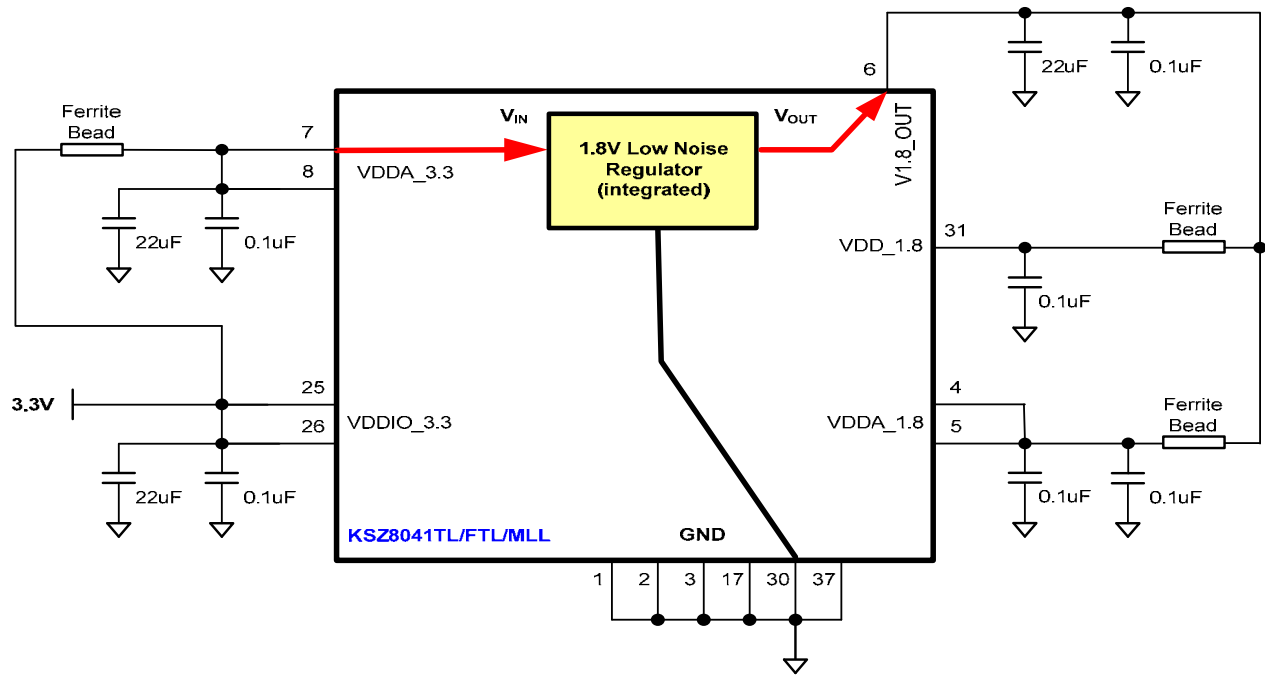 6
22uF
0.1uF
Ferrite
Bead
7
VIN
VOUT
V1.8_OUT
1.8V Low Noise
Regulator
(integrated)
8
VDDA_3.3
22uF
0.1uF
Ferrite
Bead
31
VDD_1.8
0.1uF
3.3V
25
VDDIO_3.3
26
22uF
0.1uF
4
VDDA_1.8
5
Ferrite
Bead
0.1uF
0.1uF
KSZ8041TL/FTL/MLL
GND
1
2
3
17
30
37